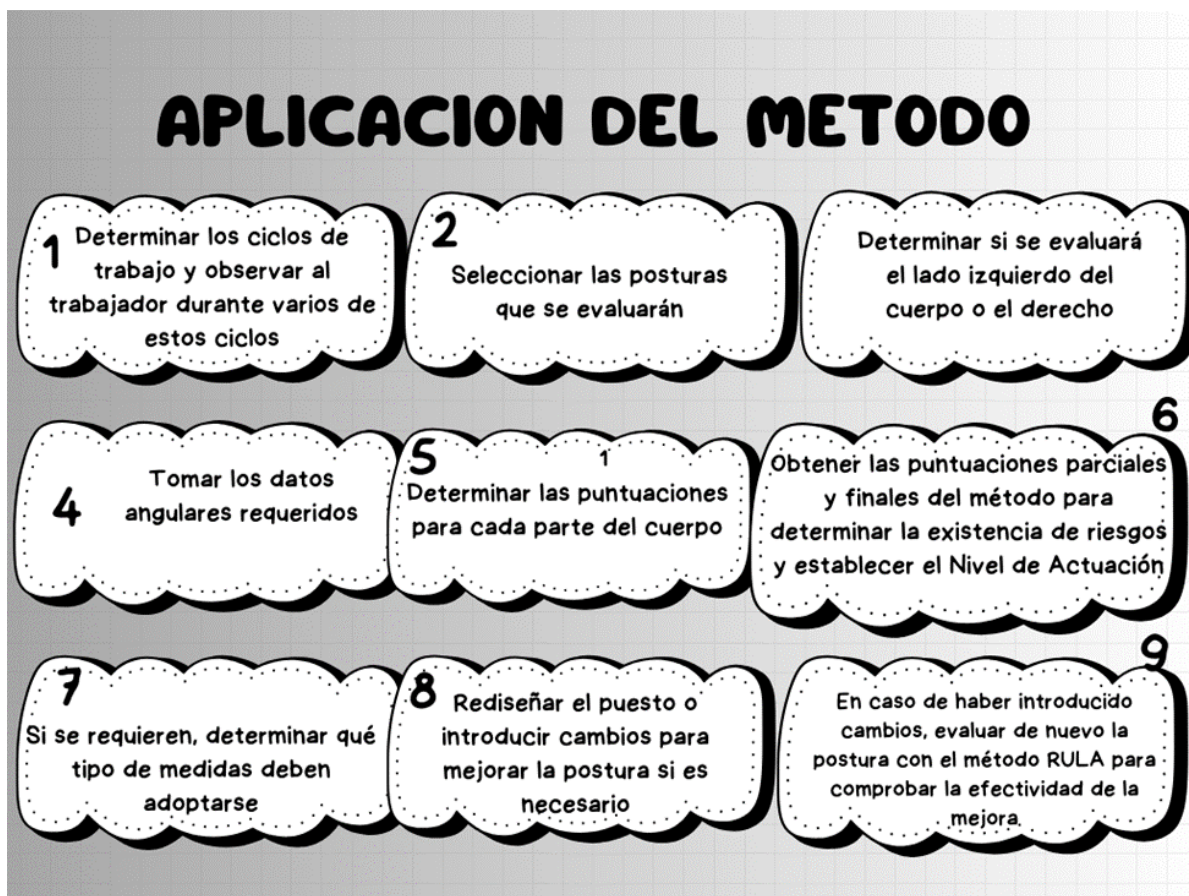 APLICACION DEL METODO
1
Determinar los ciclos de
trabajo y observar al
trabajador durante varios de
estos ciclos
2
Seleccionar las posturas
que se evaluarán
Determinar si se evaluará
el lado izquierdo del
cuerpo o el derecho
4
Tomar los datos
angulares requeridos
5
1
Determinar las puntuaciones
para cada parte del cuerpo
6
Obtener las puntuaciones parciales
y finales del método para
determinar la existencia de riesgos
y establecer el Nivel de Actuación
7
Si se requieren, determinar qué
tipo de medidas deben
adoptarse
8
Rediseñar el puesto o
introducir cambios para
mejorar la postura si es
necesario
9
En caso de haber introducido
cambios, evaluar de nuevo la
postura con el método RULA para
comprobar la efectividad de la
mejora.